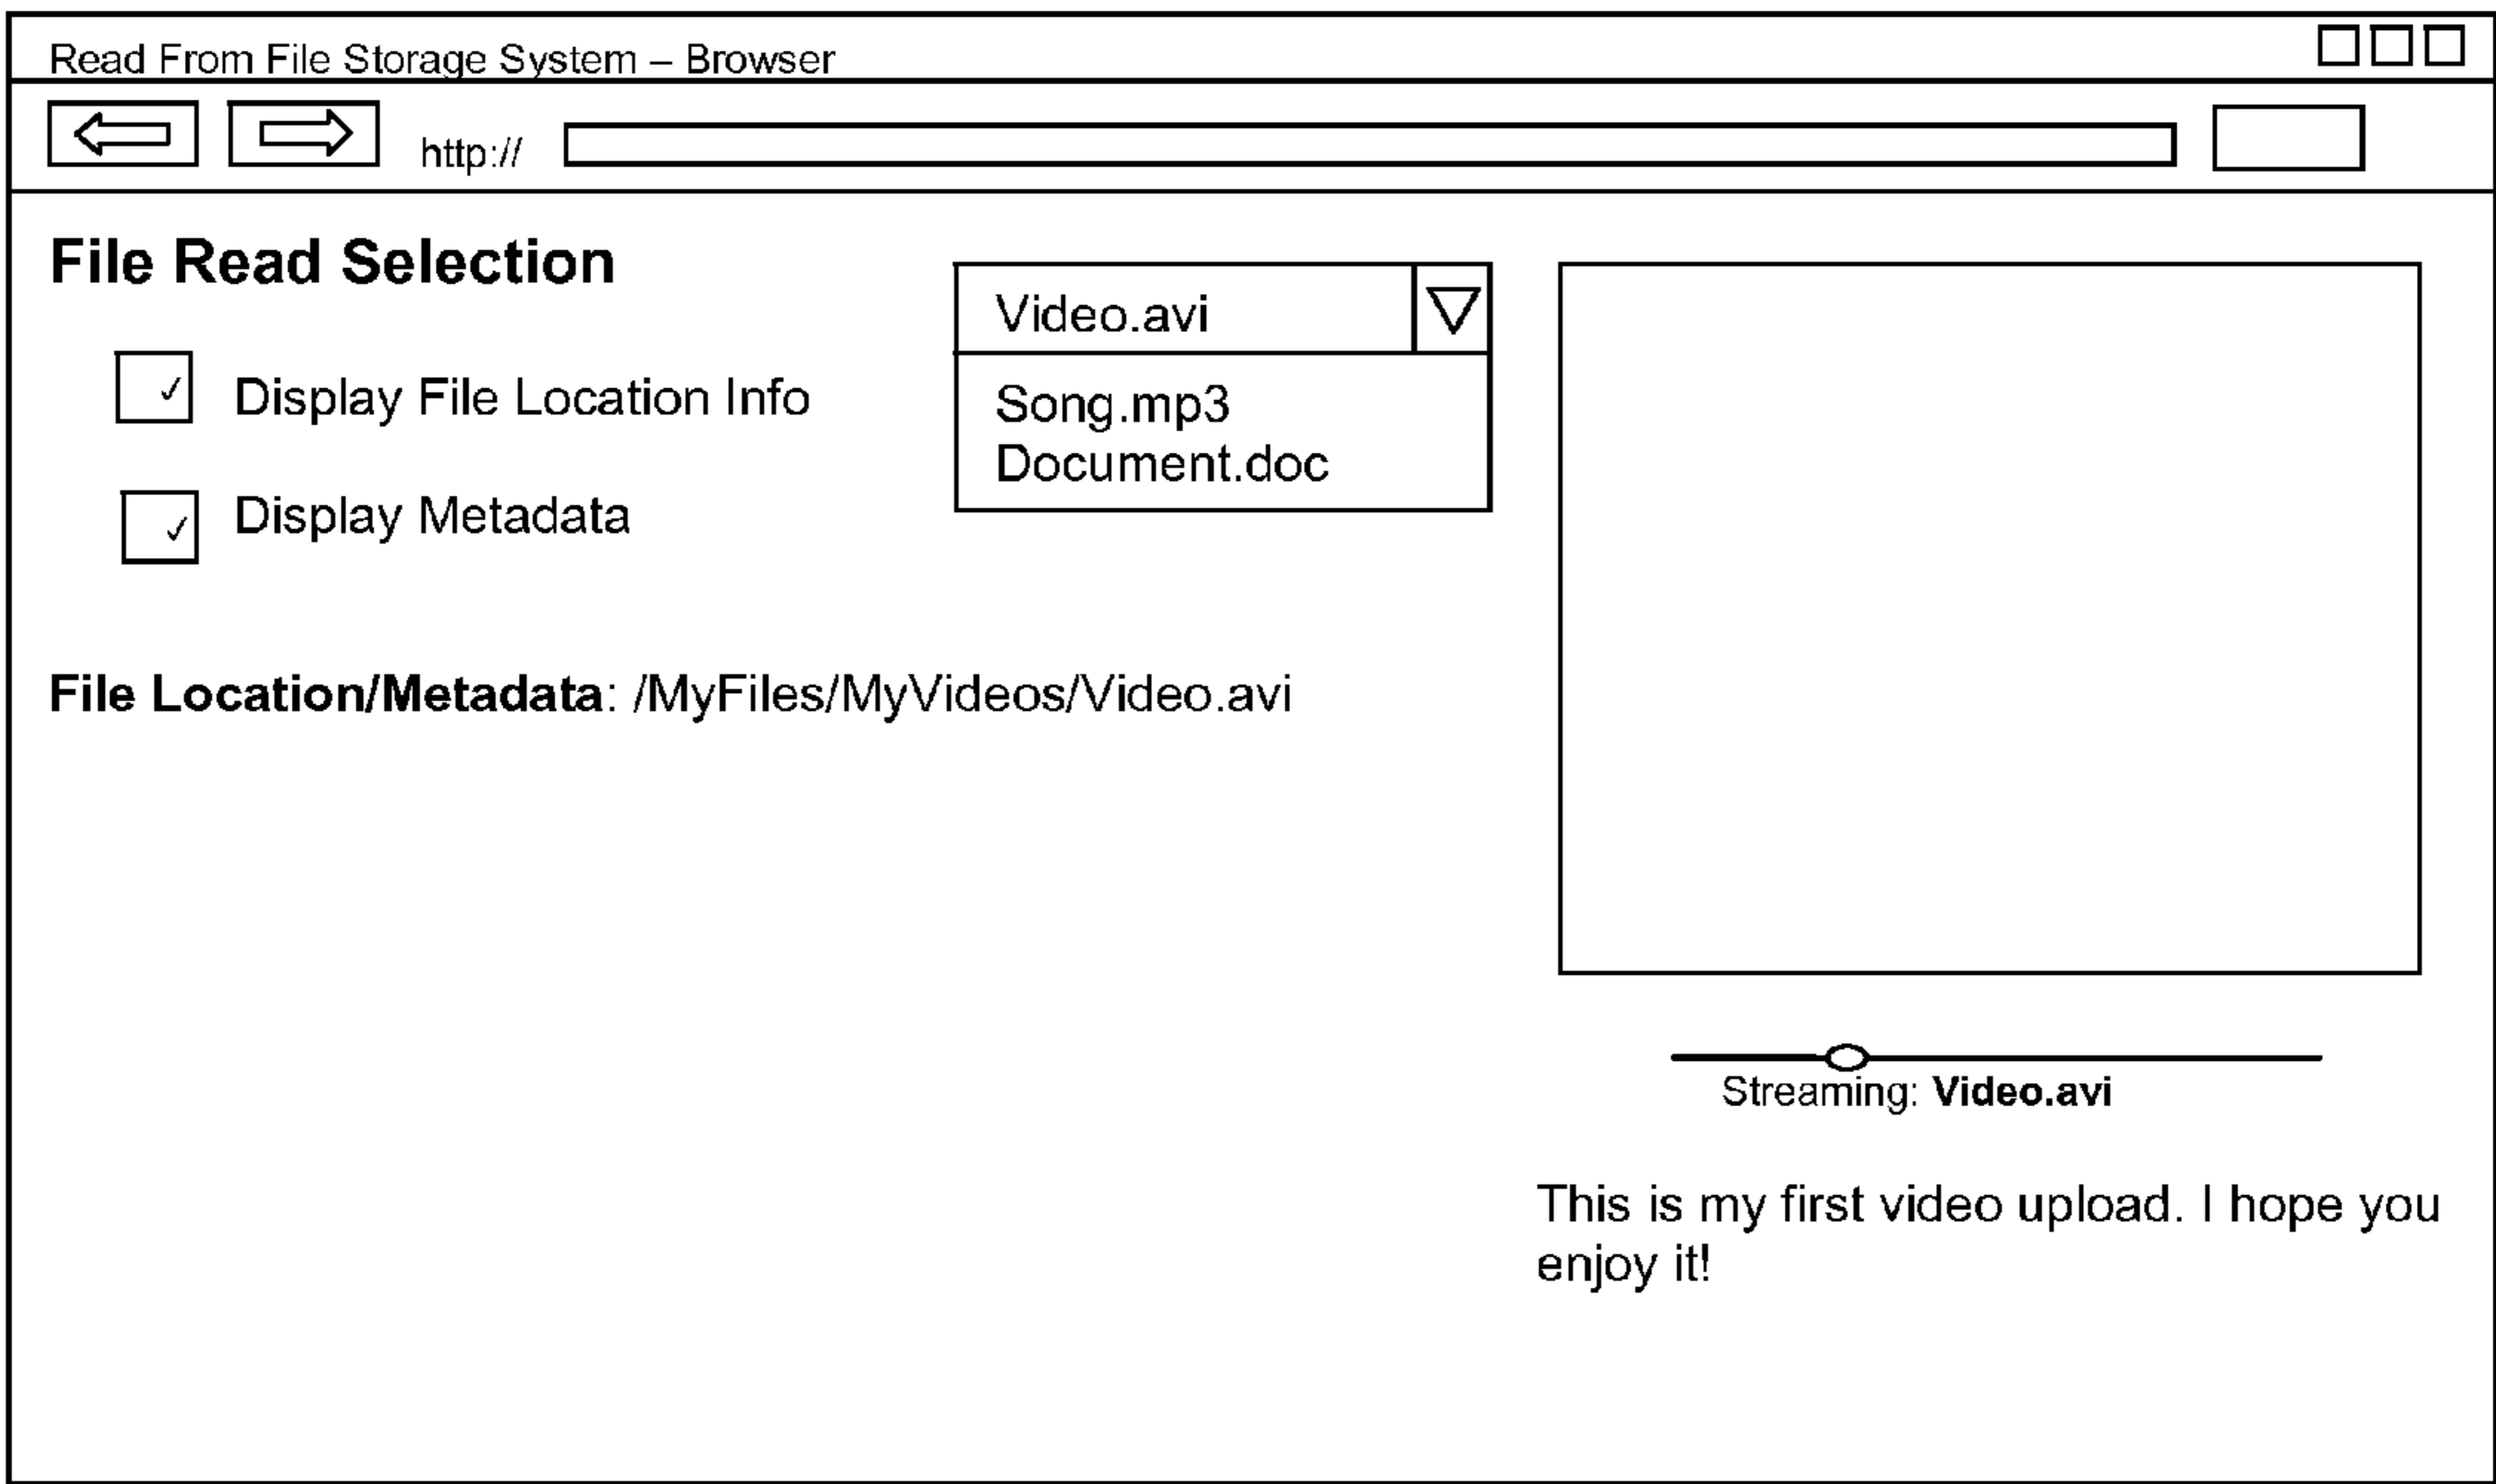 Read From File Storage System – Browser
http://
File Read Selection
Video.avi
Display File Location Info
Song.mp3
Document.doc
Display Metadata
File Location/Metadata: /MyFiles/MyVideos/Video.avi
Streaming: Video.avi
This is my first video upload. I hope you
enjoy it!